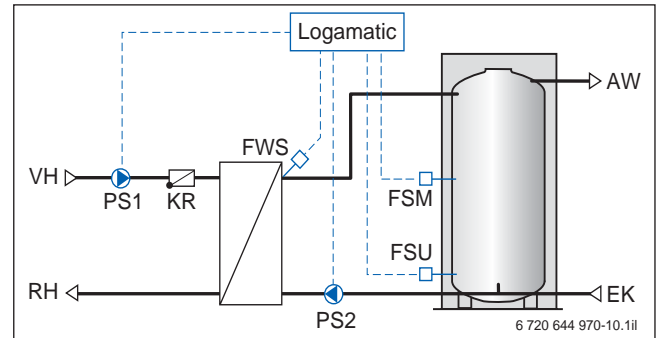 Logamatic
AW
FWS
VH
PS1
KR
FSM
FSU
RH
PS2
EK
6 720 644 970-10.1il